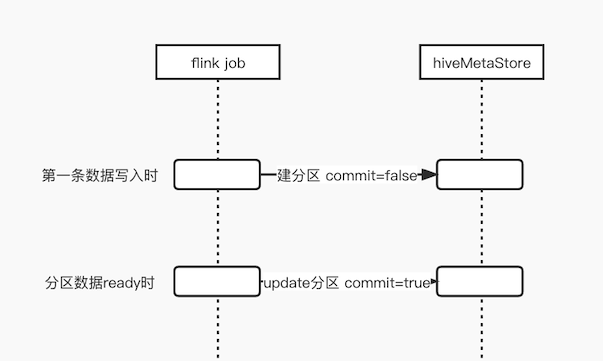 flink job
hiveMetaStore
第一条数据写入时
建分区 commit=false
分区数据ready时
update分区 commit=true